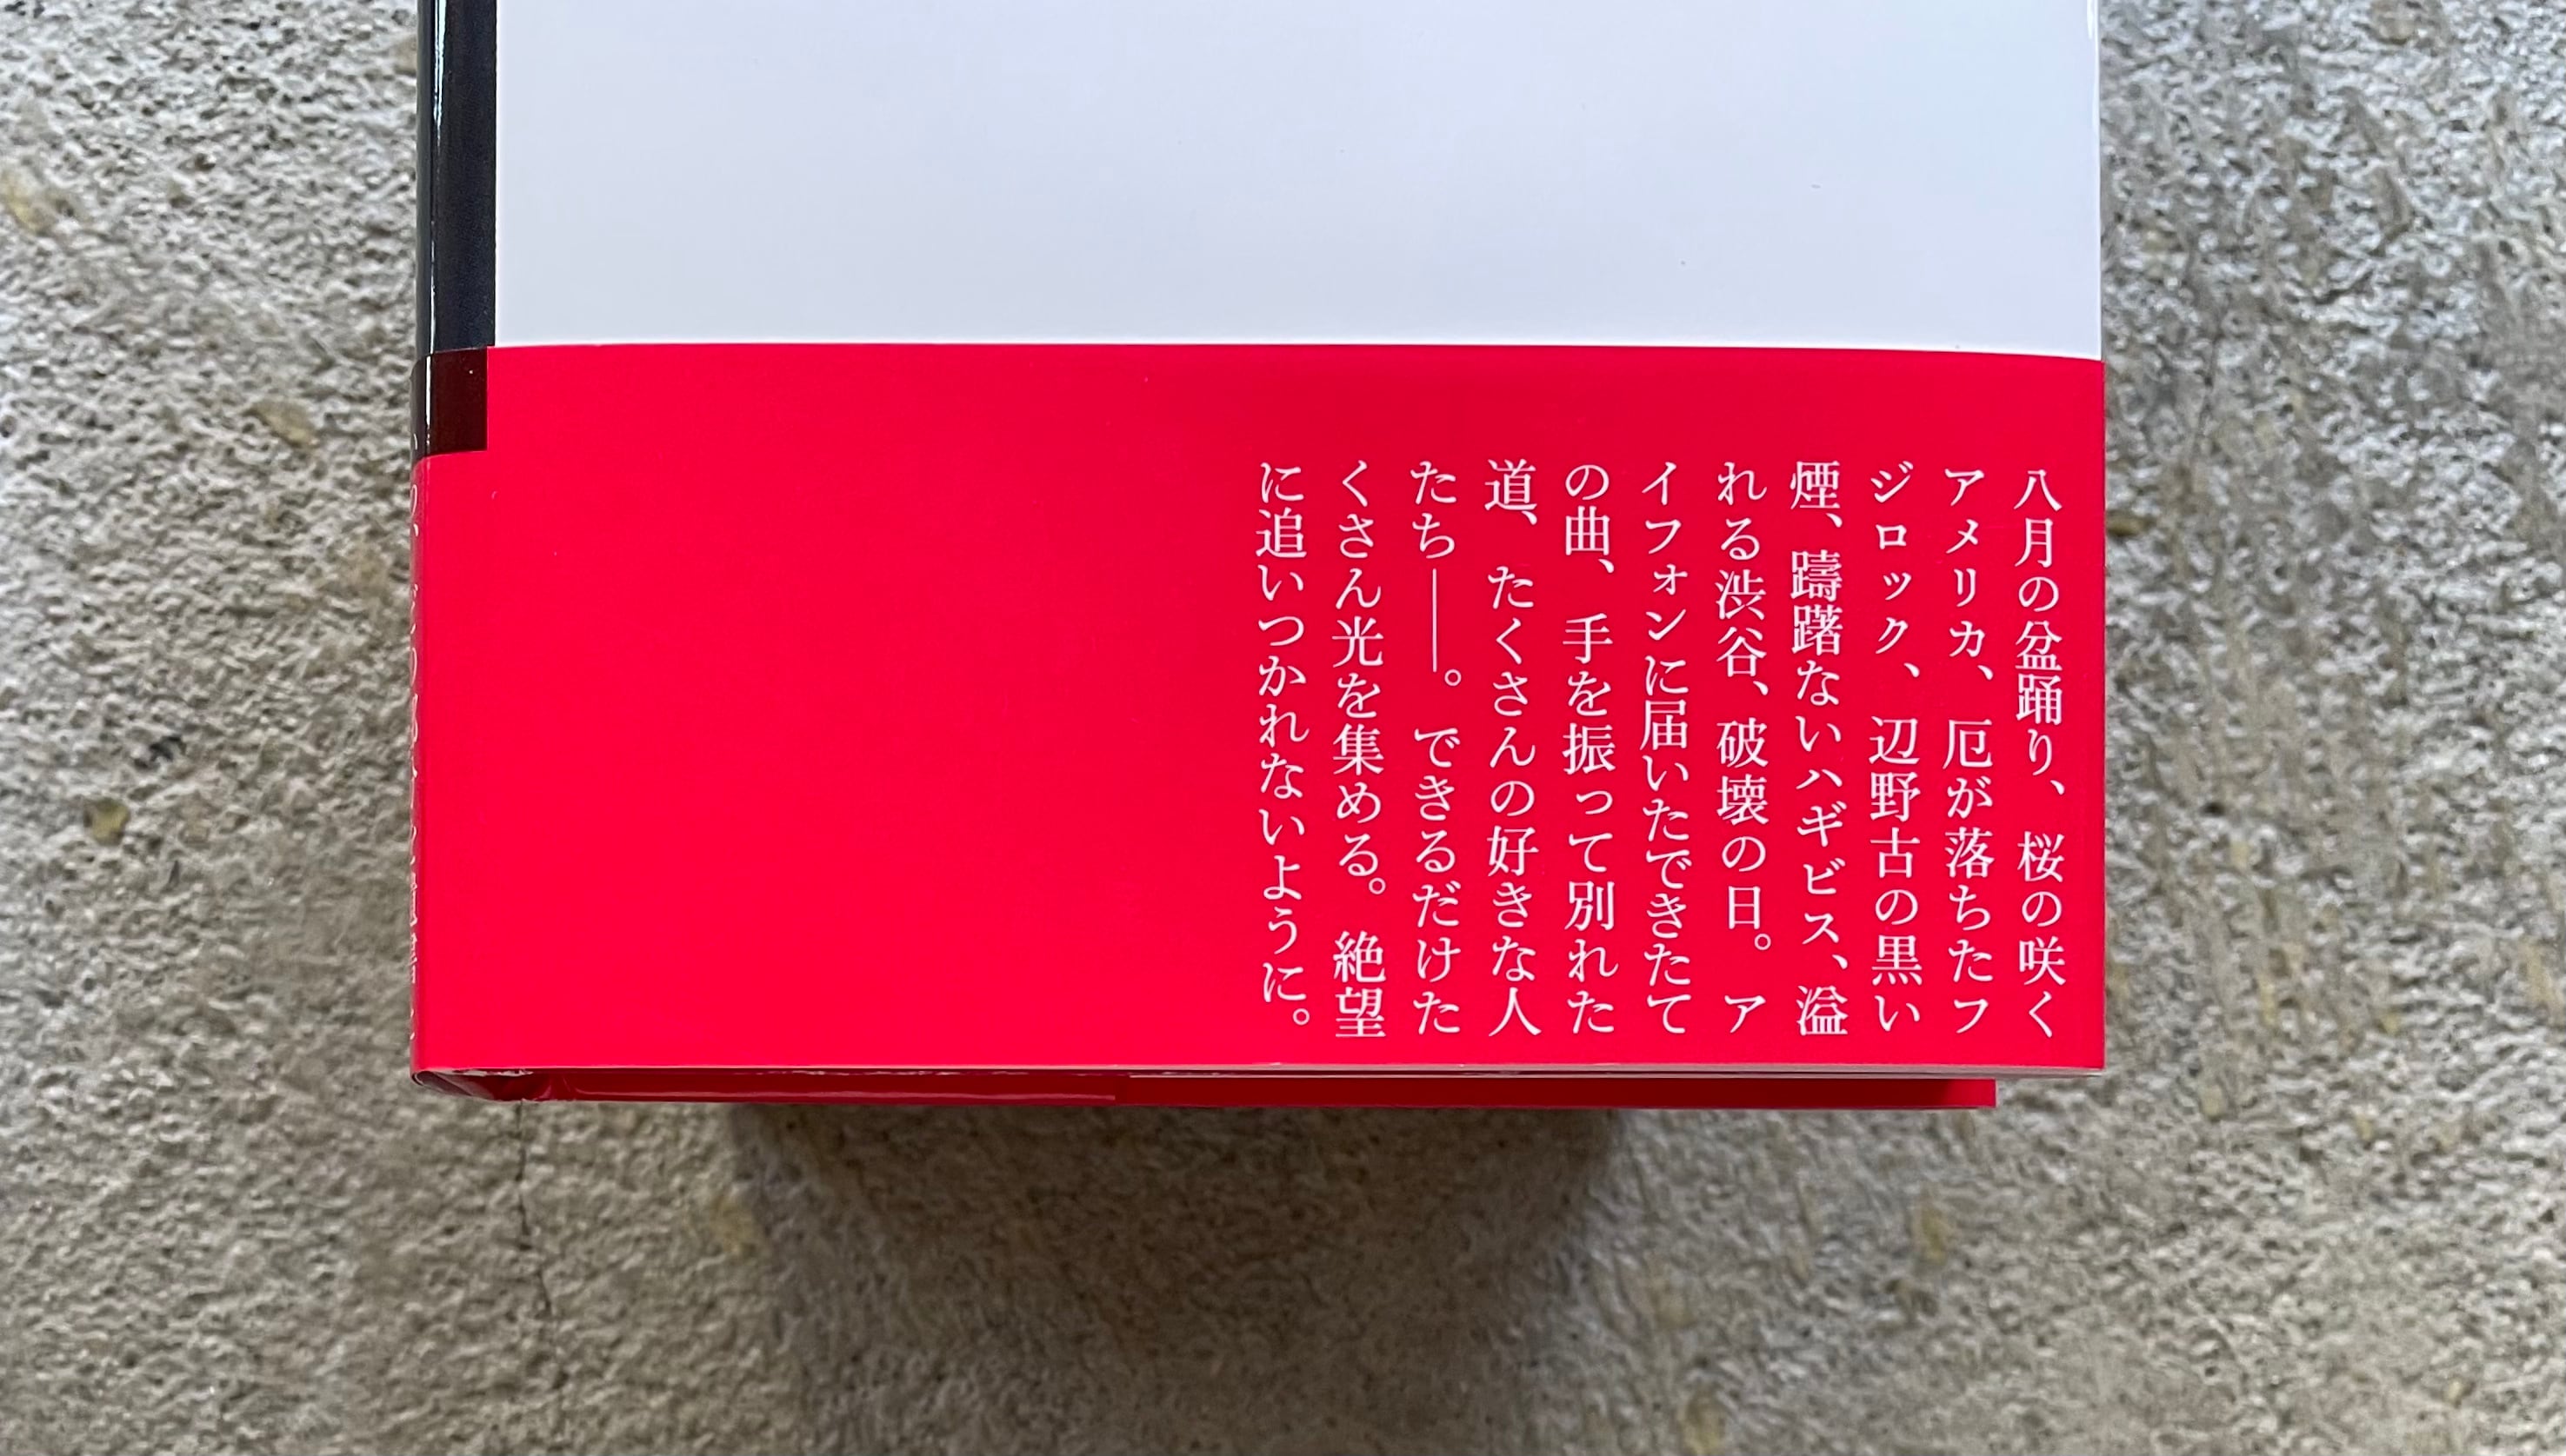 八月の盆踊り、桜の咲く
アメリカ、厄が落ちたフ
ジロック、辺野古の黒い
煙、躊躇ないハギビス、溢
れる渋谷、破壊の日。ア
イフォンに届いたできたて
の曲、手を振って別れた
道、たくさんの好きな人
たち――。できるだけた
くさん光を集める。絶望
に追いつかれないように。